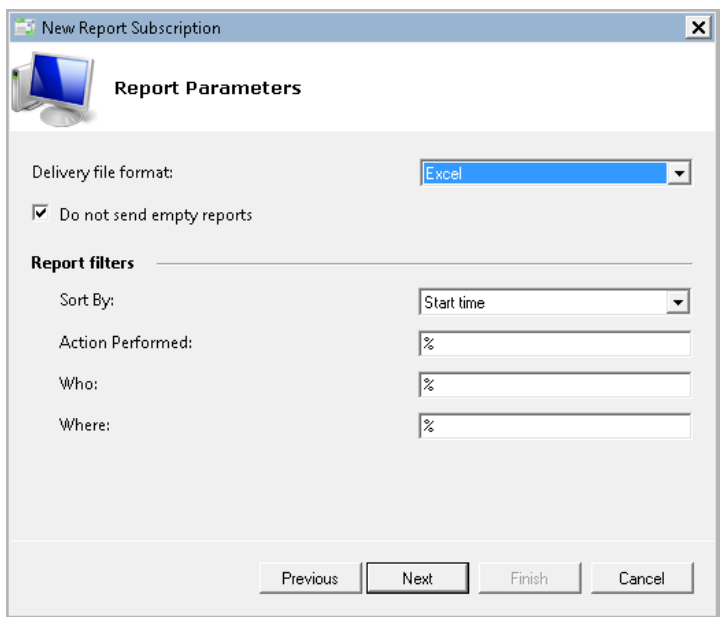 New Report Subscription
Report Parameters
Delivery file format: Excel
Do not send empty reports
Report filters
Sort By: Start time
Action Performed: %
Who: %
Where: %
Previous Next Finish Cancel